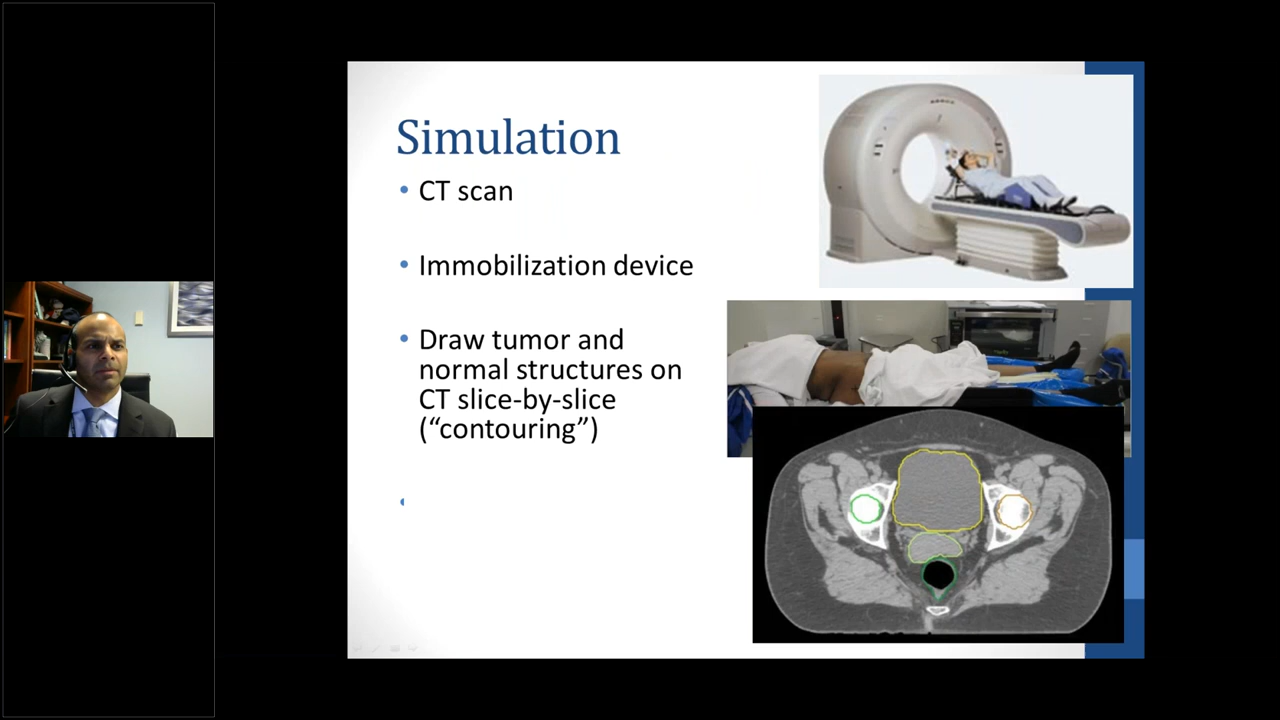 Simulation
• CT scan
• Immobilization device
• Draw tumor and
normal structures on
CT slice-by-slice
(“contouring”)